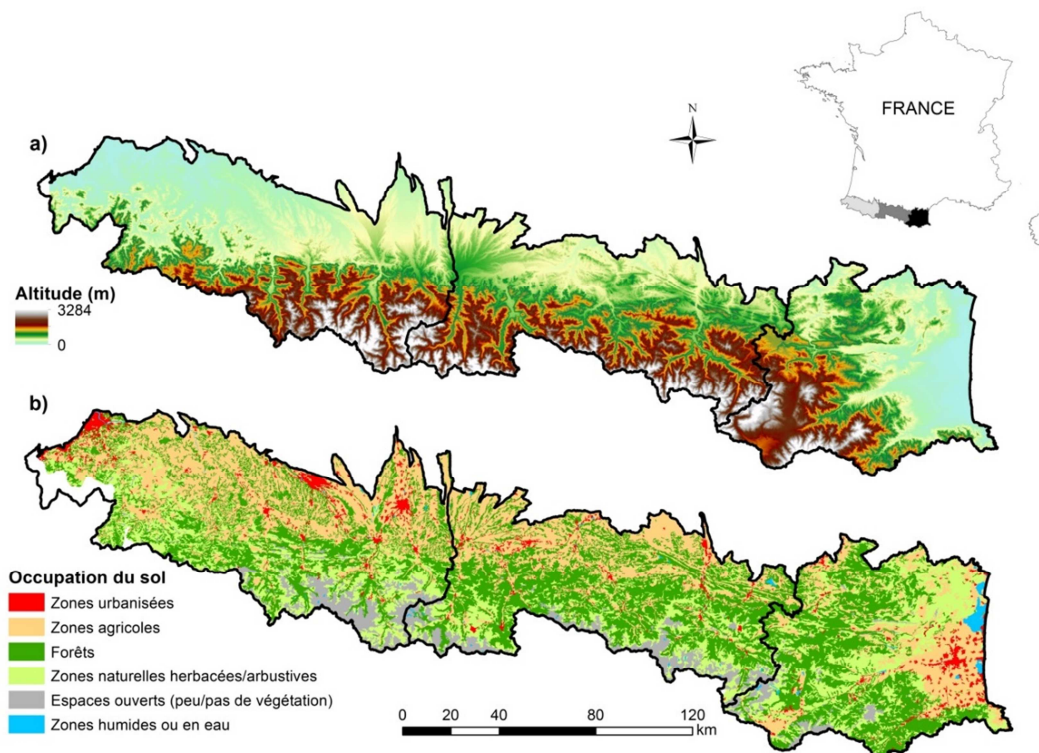 FRANCE
N
a)
Altitude (m)
3284
0
b)
Occupation du sol
Zones urbanisées
Zones agricoles
Forêts
Zones naturelles herbacées/arbustives
Espaces ouverts (peu/pas de végétation)
Zones humides ou en eau
0 20 40 80 120
km